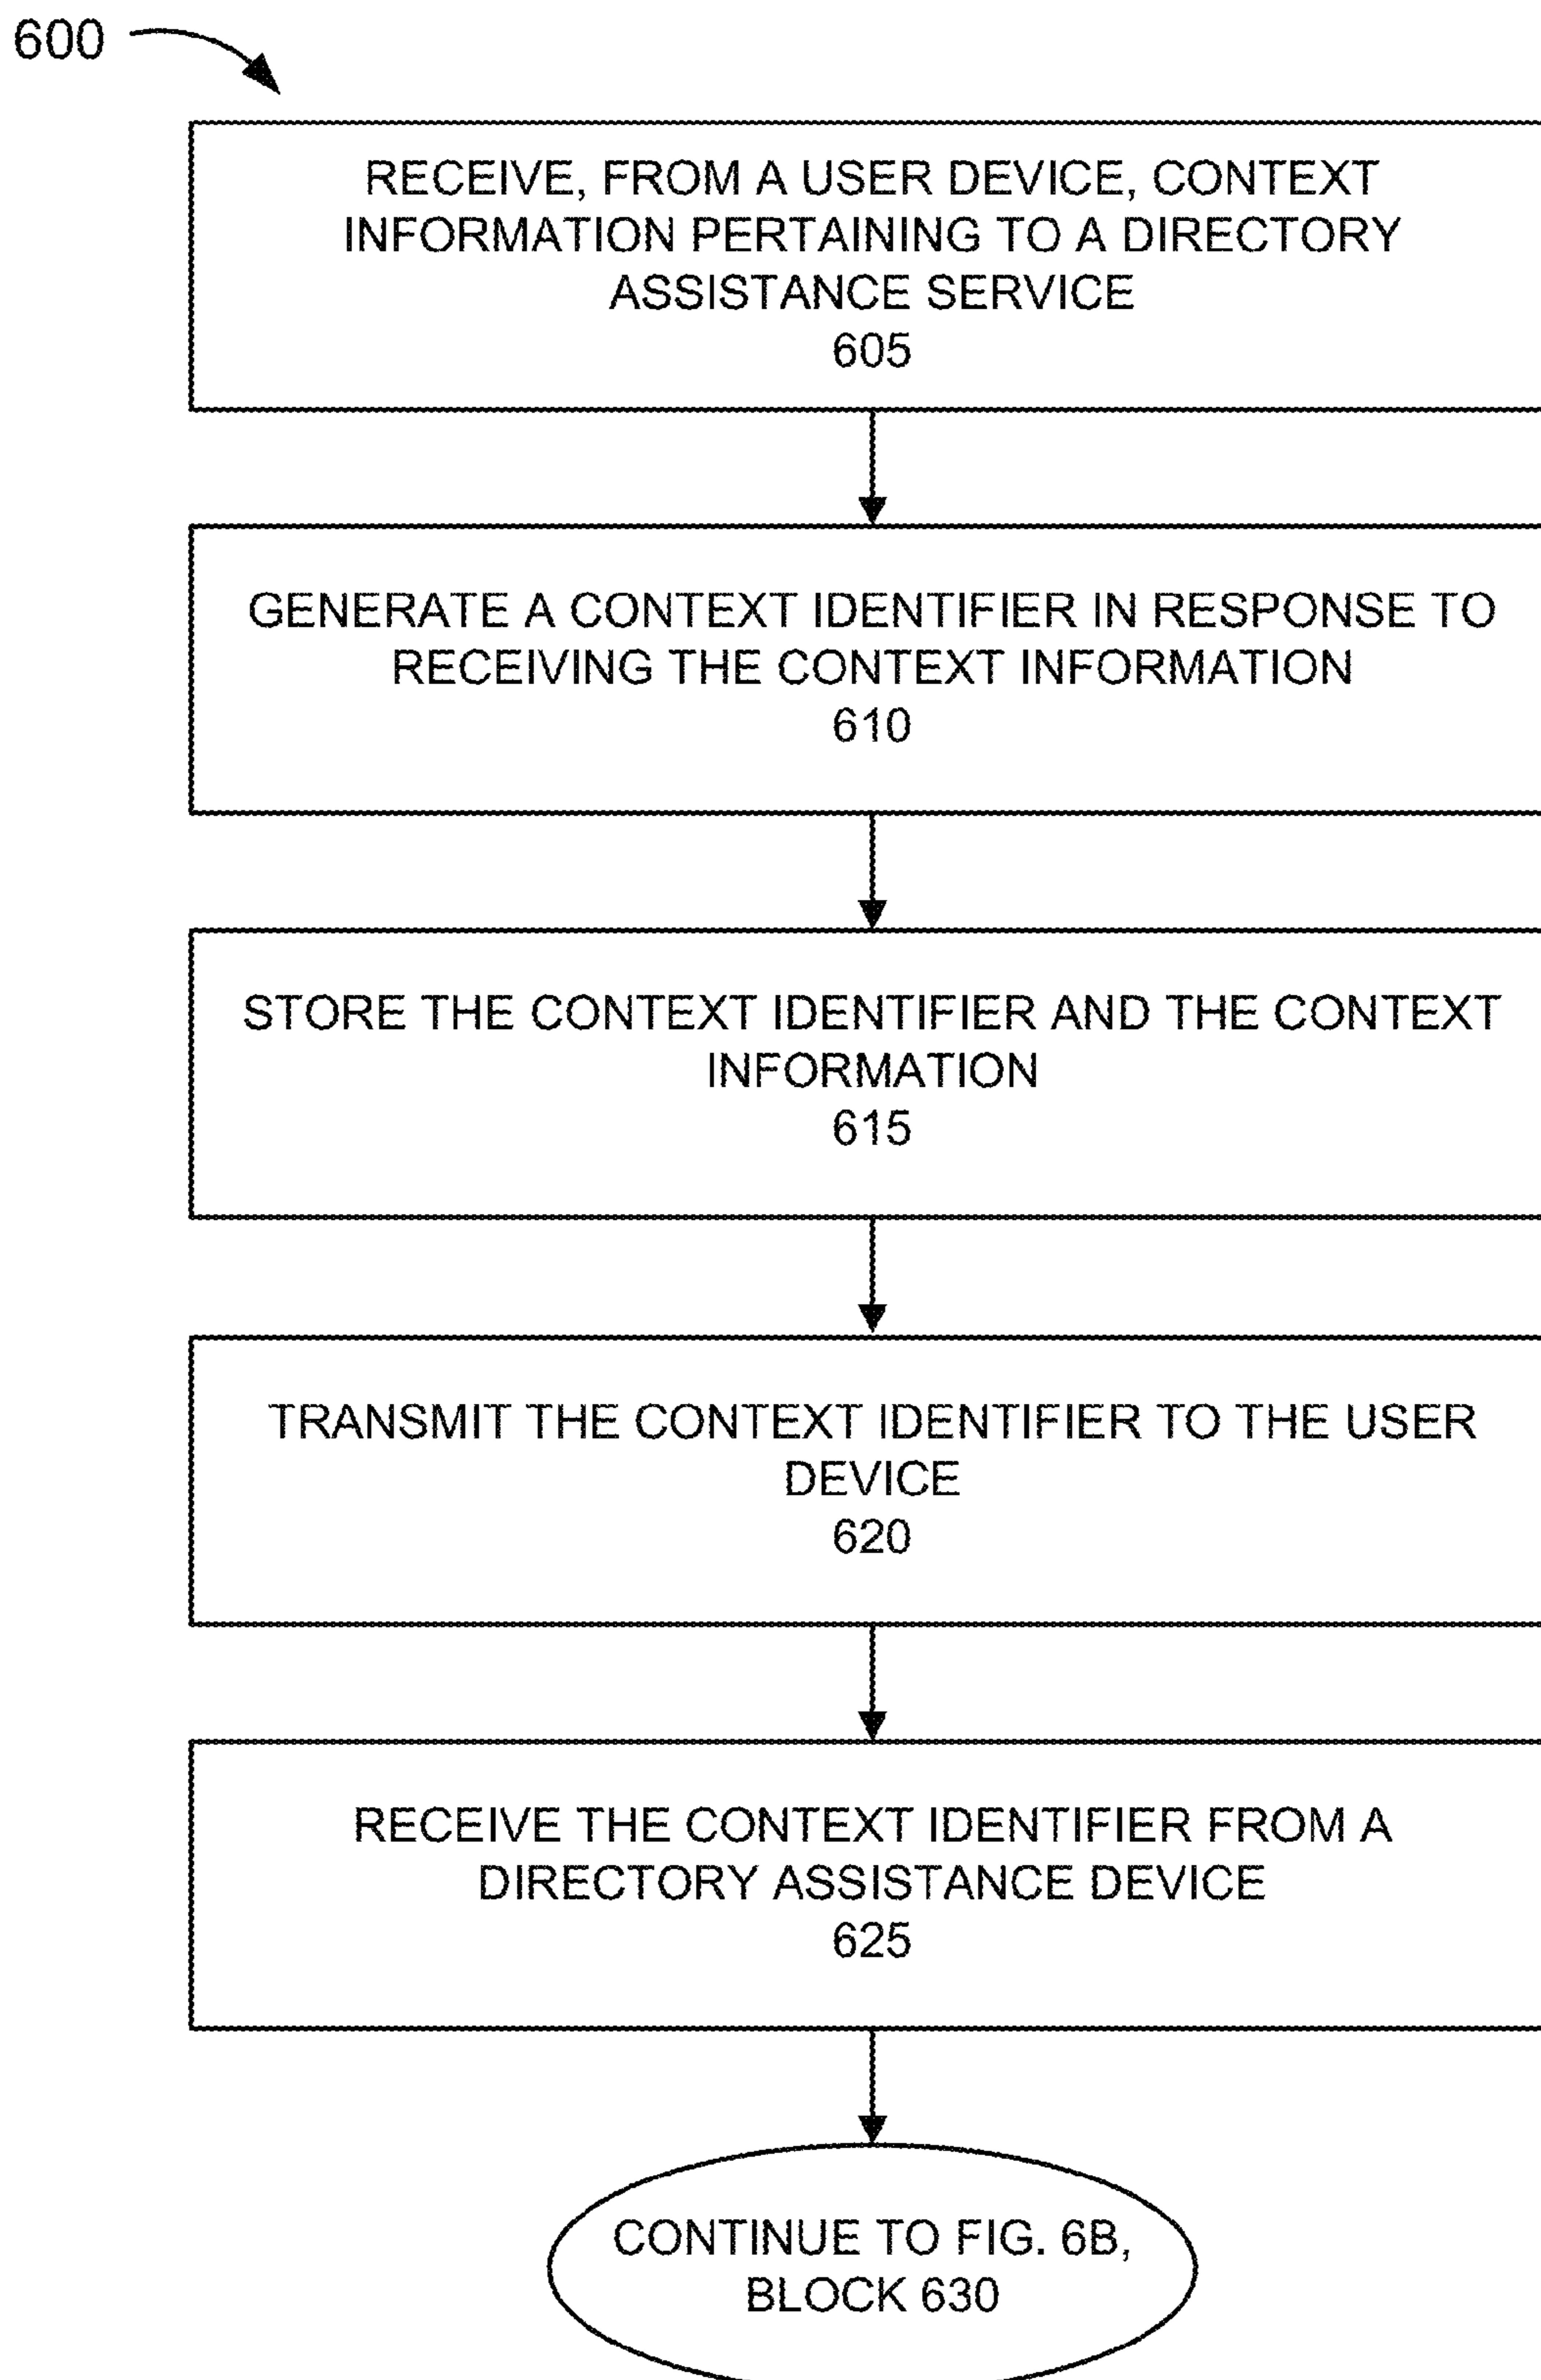 600
RECEIVE, FROM A USER DEVICE, CONTEXT
INFORMATION PERTAINING TO A DIRECTORY
ASSISTANCE SERVICE
605
GENERATE A CONTEXT IDENTIFIER IN RESPONSE TO
RECEIVING THE CONTEXT INFORMATION
610
STORE THE CONTEXT IDENTIFIER AND THE CONTEXT
INFORMATION
615
TRANSMIT THE CONTEXT IDENTIFIER TO THE USER
DEVICE
620
RECEIVE THE CONTEXT IDENTIFIER FROM A
DIRECTORY ASSISTANCE DEVICE
625
CONTINUE TO FIG. 6B,
BLOCK 630